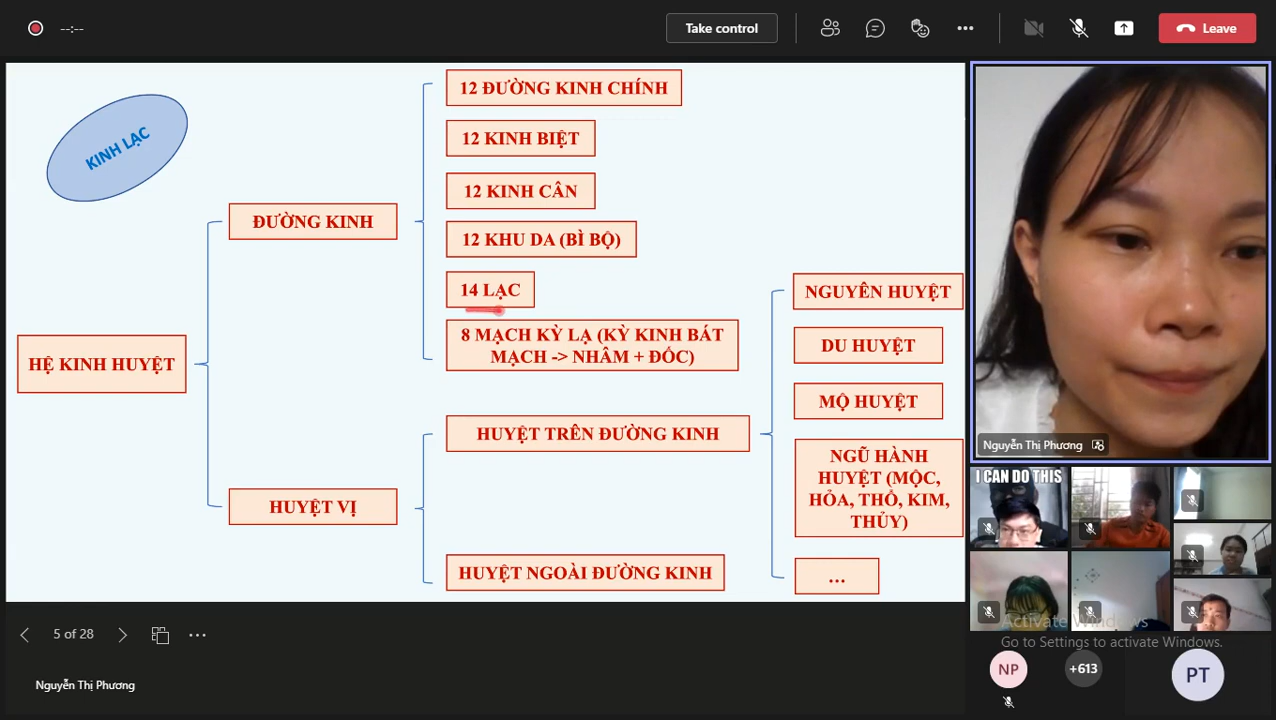 --:--
Take control
Leave
KINH LẠC
12 ĐƯỜNG KINH CHÍNH
12 KINH BIỆT
12 KINH CÂN
12 KHU DA (BÌ BỘ)
14 LẠC
8 MẠCH KỲ LẠ (KỲ KINH BÁT
MẠCH -> NHÂM + ĐỐC)
ĐƯỜNG KINH
HỆ KINH HUYỆT
HUYỆT VỊ
HUYỆT TRÊN ĐƯỜNG KINH
HUYỆT NGOÀI ĐƯỜNG KINH
NGUYÊN HUYỆT
DU HUYỆT
MỘ HUYỆT
NGŨ HÀNH
HUYỆT (MỘC,
HỎA, THỔ, KIM,
THỦY)
...
Nguyễn Thị Phương
I CAN DO THIS
5 of 28
Nguyễn Thị Phương
Activate Windows
Go to Settings to activate Windows.
NP
+613
PT